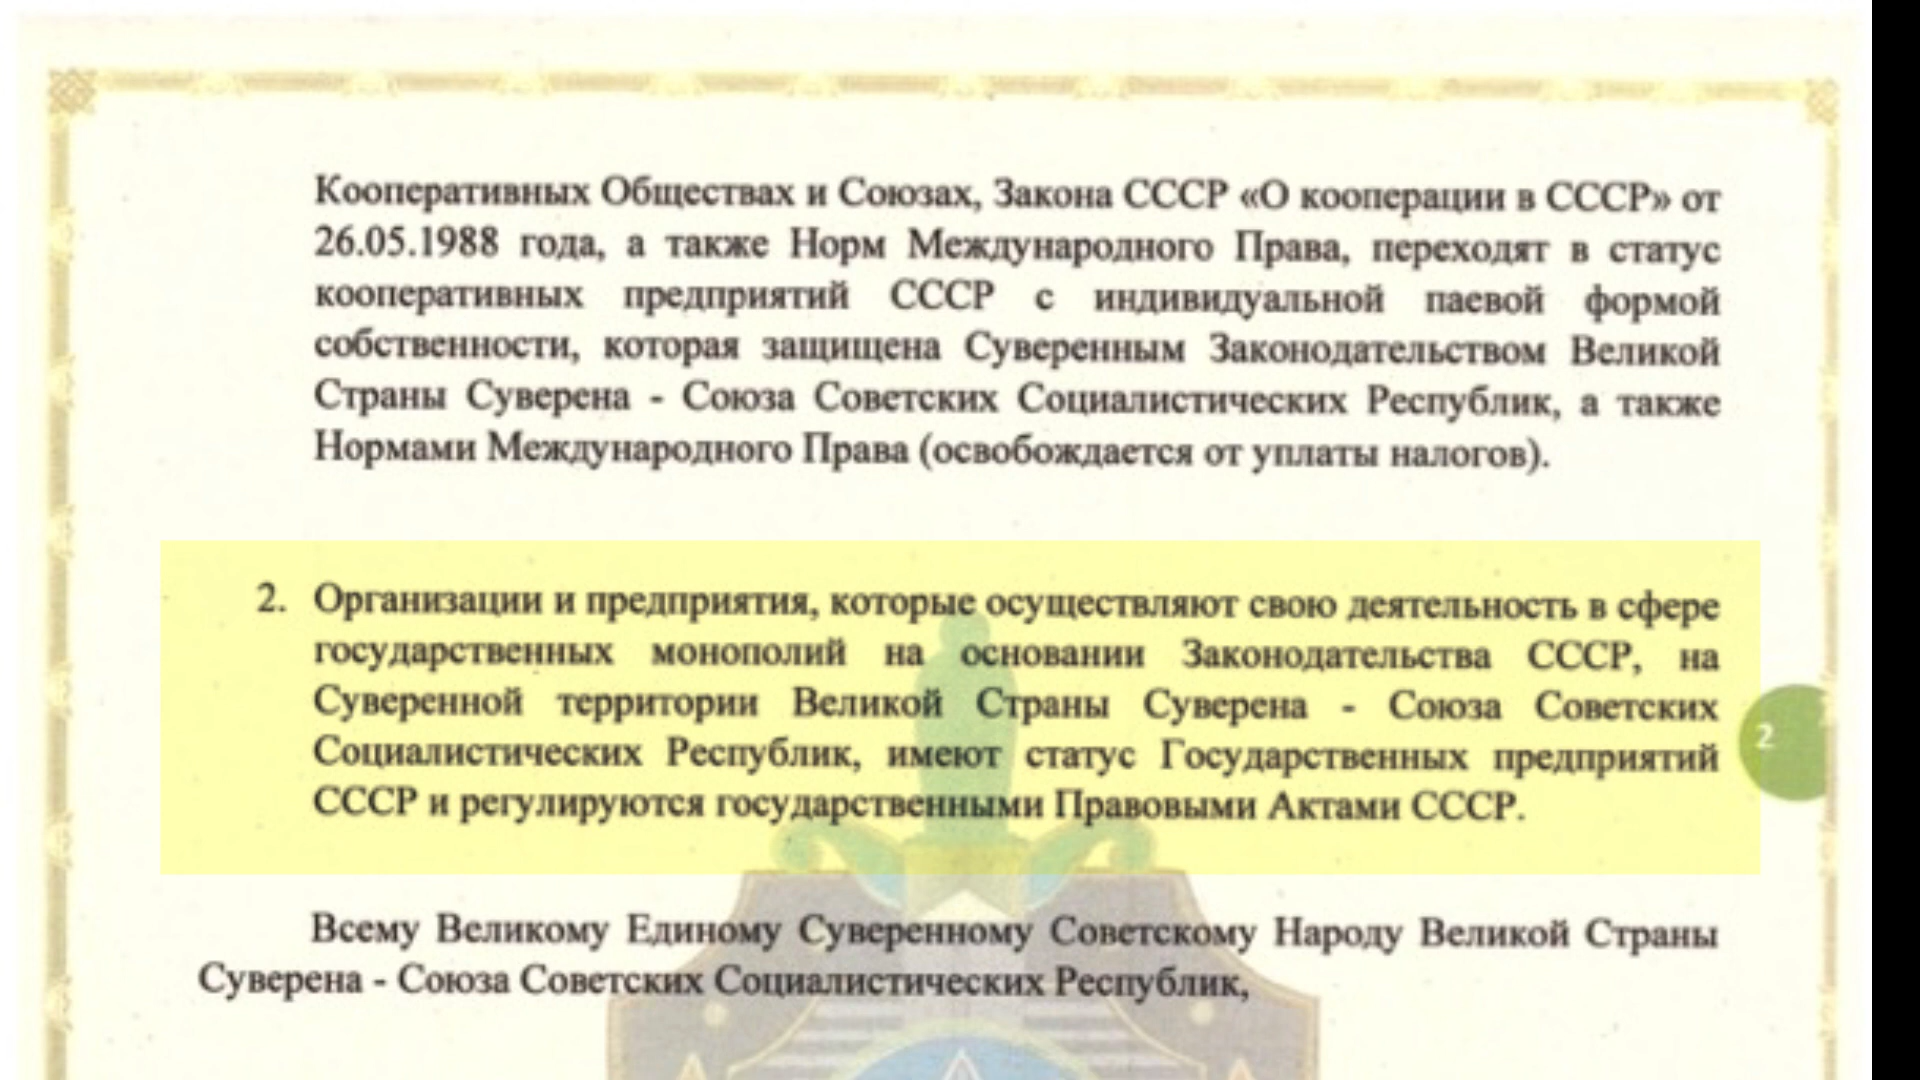 Кооперативных Обществах и Союзах, Закона СССР «О кооперации в СССР» от
26.05.1988 года, а также Норм Международного Права, переходят в статус
кооперативных предприятий СССР с индивидуальной паевой формой
собственности, которая защищена Суверенным Законодательством Великой
Страны Суверена - Союза Советских Социалистических Республик, а также
Нормами Международного Права (освобождается от уплаты налогов).
2. Организации и предприятия, которые осуществляют свою деятельность в сфере
государственных монополий на основании Законодательства СССР, на
Суверенной территории Великой Страны Суверена - Союза Советских
Социалистических Республик, имеют статус Государственных предприятий
СССР и регулируются государственными Правовыми Актами СССР.
2
Всему Великому Единому Суверенному Советскому Народу Великой Страны
Суверена - Союза Советских Социалистических Республик,